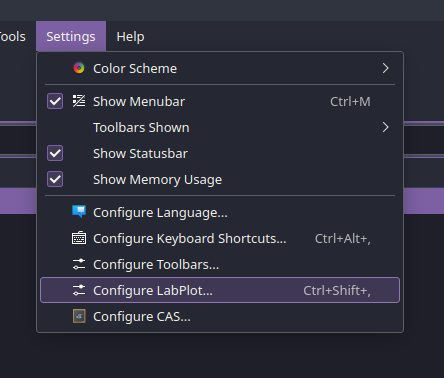 Tools Settings Help
Color Scheme
Show Menubar Ctrl+M
Toolbars Shown
Show Statusbar
Show Memory Usage
Configure Language...
Configure Keyboard Shortcuts... Ctrl+Alt+,
Configure Toolbars...
Configure LabPlot... Ctrl+Shift+,
Configure CAS...